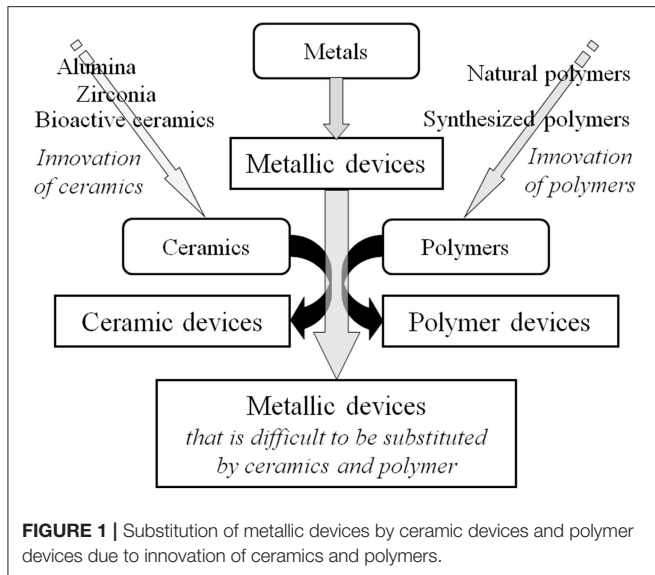 Metals
Alumina
Zirconia
Bioactive ceramics
Innovation
of ceramics
Natural polymers
Synthesized polymers
Innovation
of polymers
Metallic devices
Ceramics
Polymers
Ceramic devices
Polymer devices
Metallic devices
that is difficult to be substituted
by ceramics and polymer
FIGURE 1 | Substitution of metallic devices by ceramic devices and polymer
devices due to innovation of ceramics and polymers.